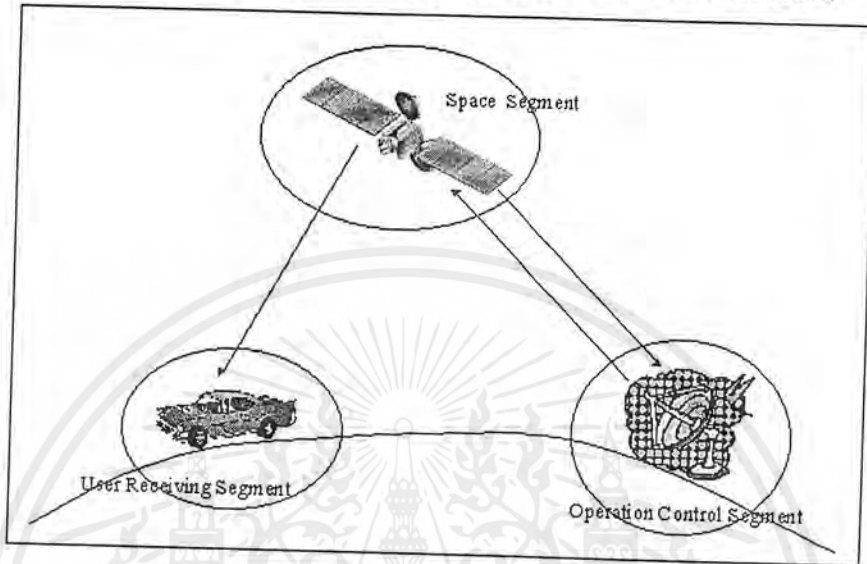 Space Segment
User Receiving Segment
Operation Control Segment